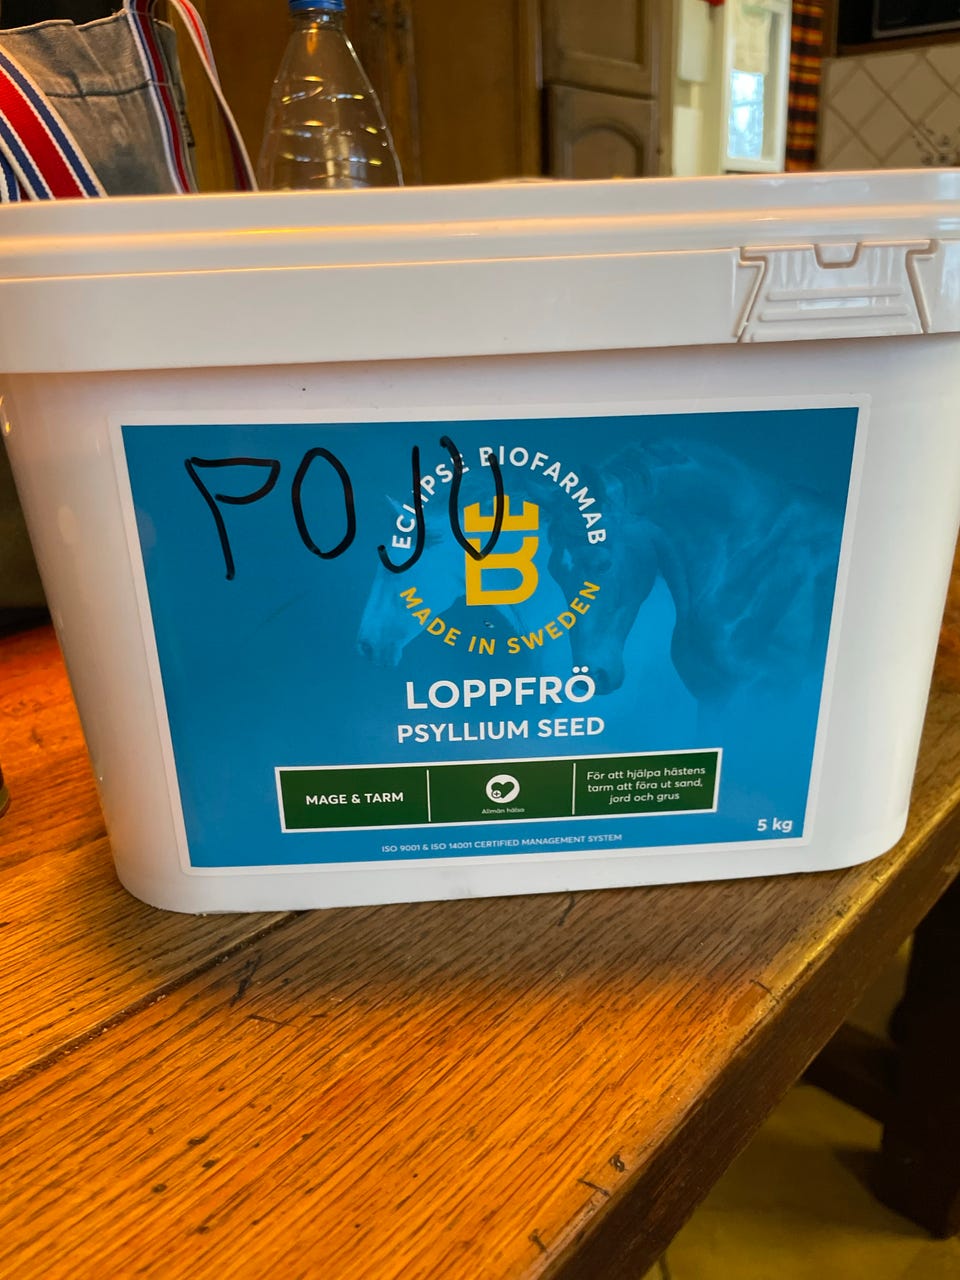 POJU
ECLIPSE BIOFARMAB
BE
MADE IN SWEDEN
LOPPFRÖ
PSYLLIUM SEED
MAGE & TARM
Allmän hälsa
För att hjälpa hästens
tarm att föra ut sand,
jord och grus
5 kg
ISO 9001 & ISO 14001 CERTIFIED MANAGEMENT SYSTEM